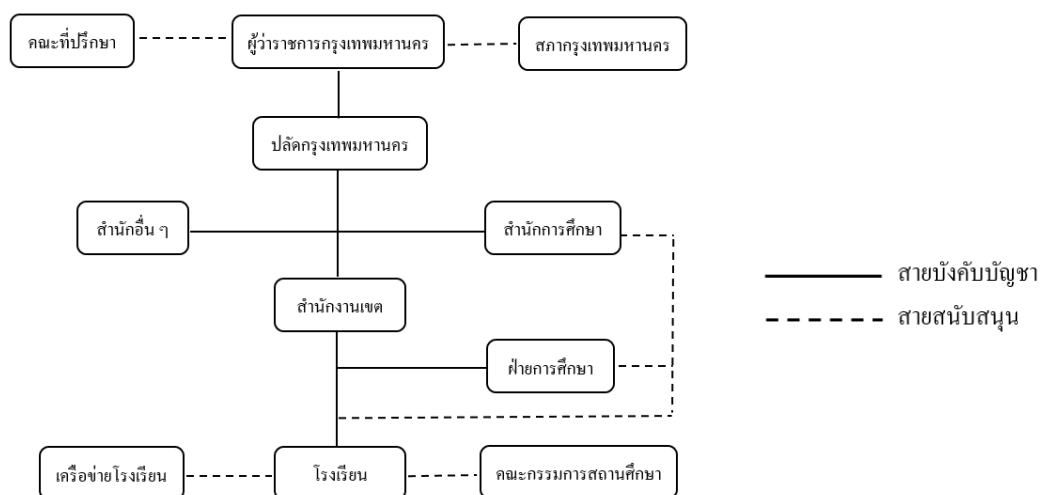 คณะที่ปรึกษา
ผู้ว่าราชการกรุงเทพมหานคร
สภากรุงเทพมหานคร
ปลัดกรุงเทพมหานคร
สำนักอื่น ๆ
สำนักการศึกษา
สายบังคับบัญชา
สำนักงานเขต
สายสนับสนุน
ฝ่ายการศึกษา
เครือข่ายโรงเรียน
โรงเรียน
คณะกรรมการสถานศึกษา